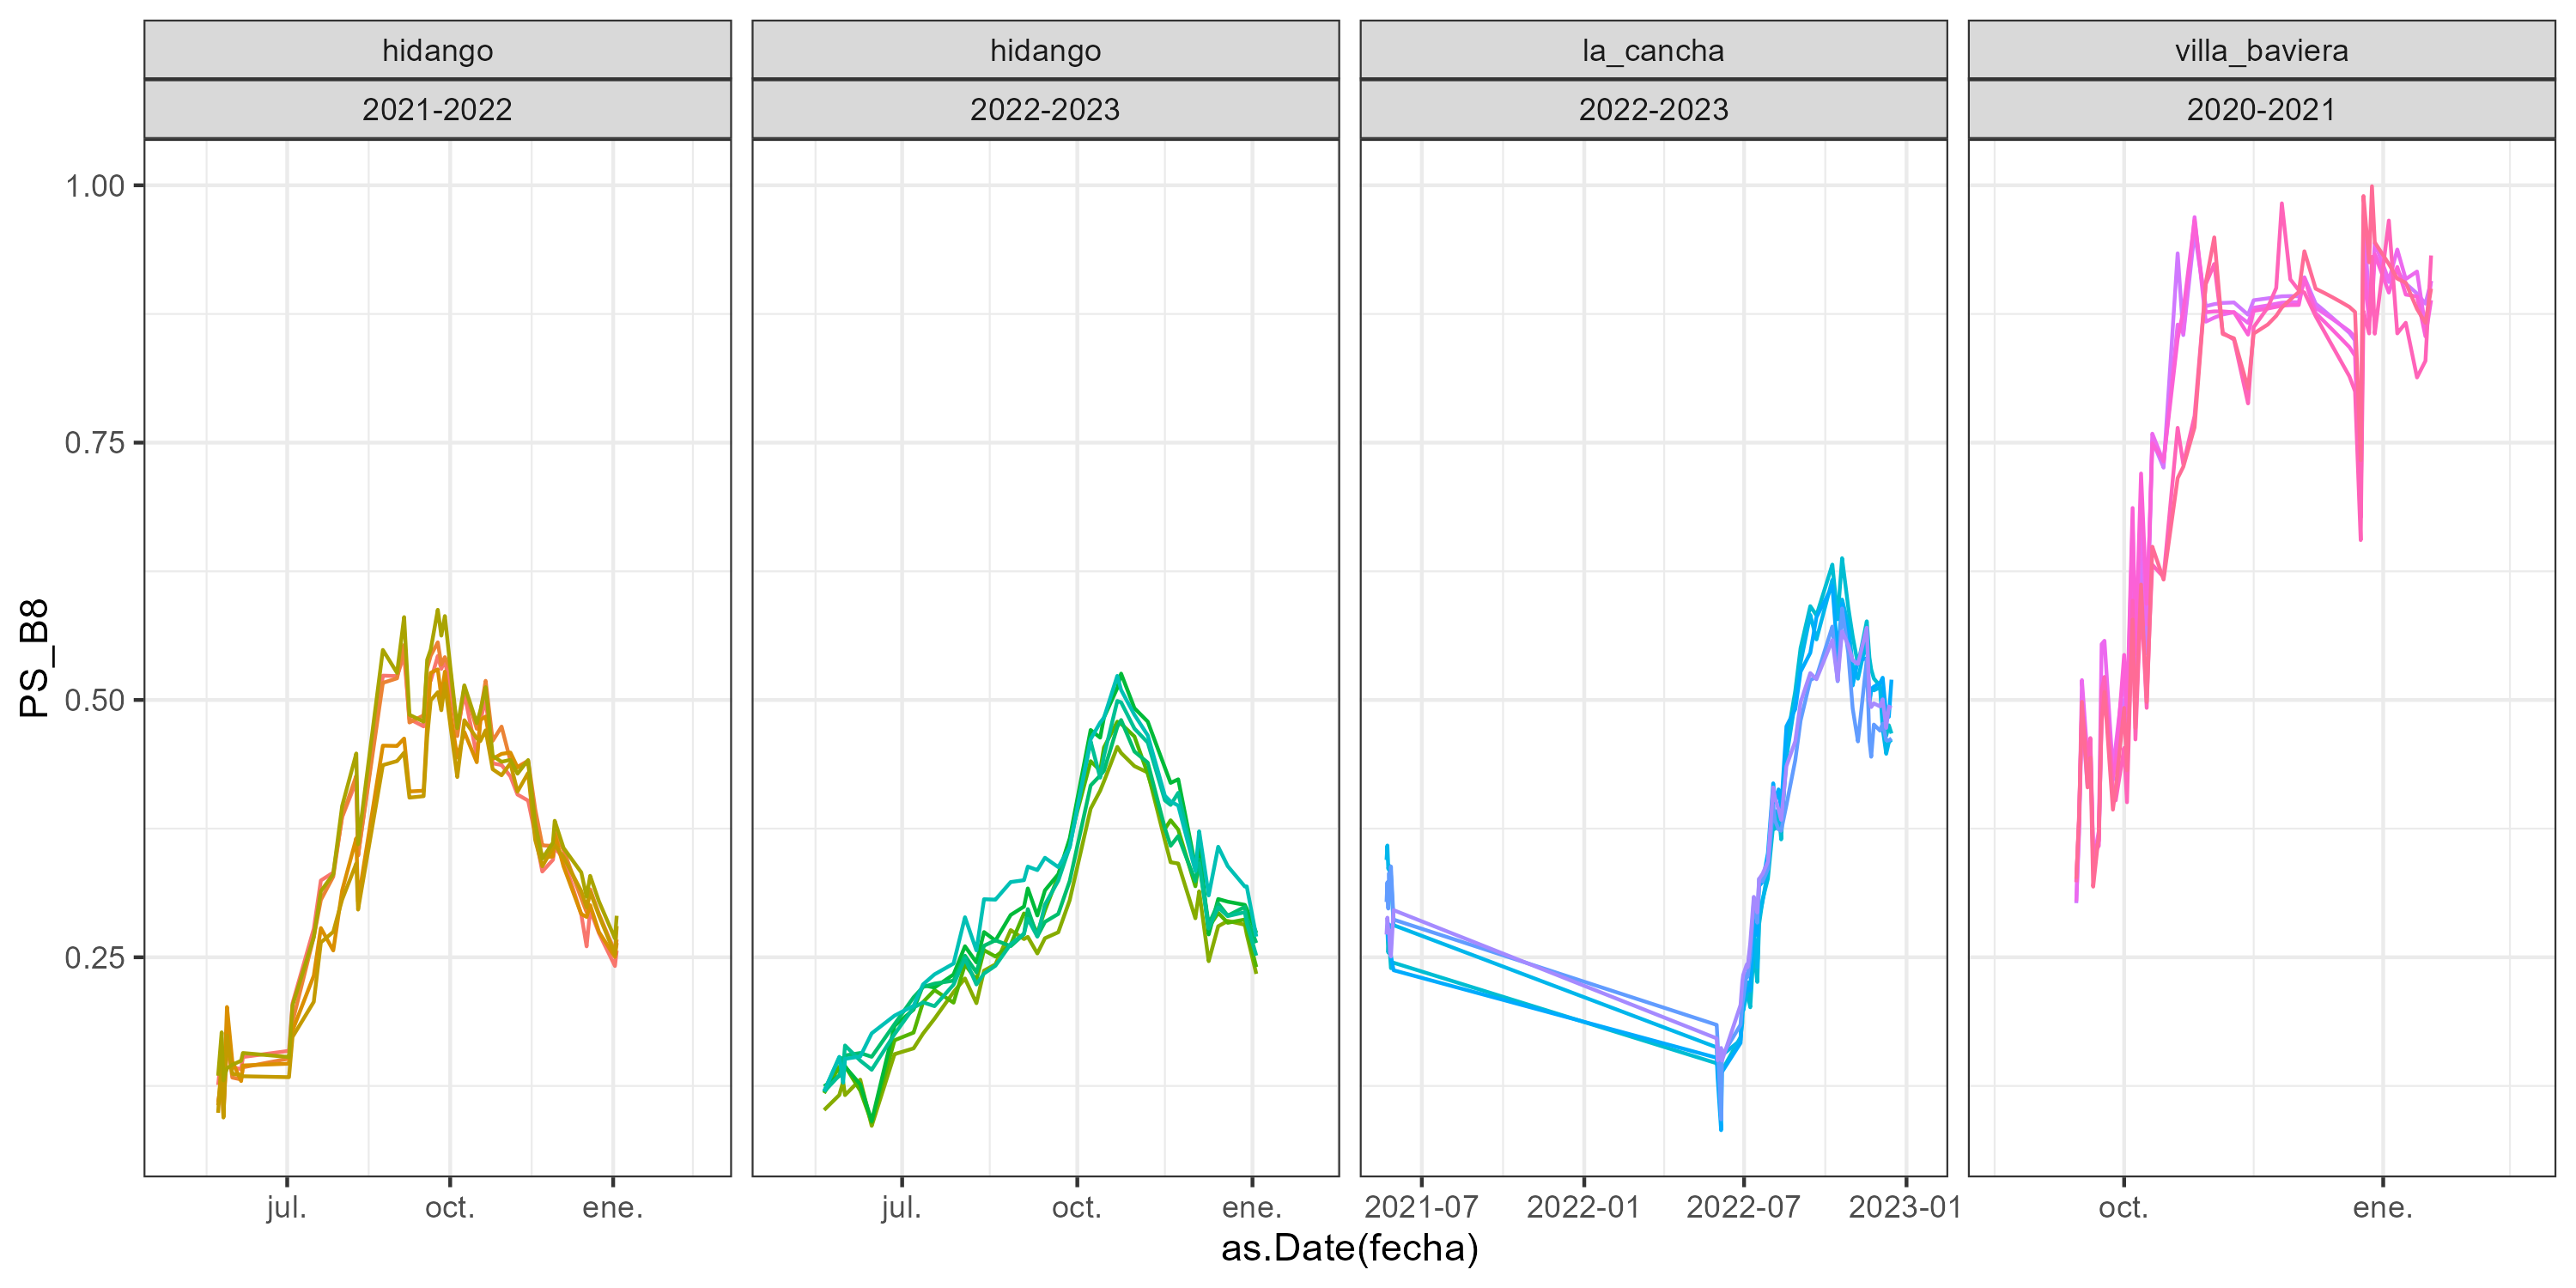 hidango hidango la_cancha villa_baviera
2021-2022 2022-2023 2022-2023 2020-2021
1.00
0.75
0.50
0.25
PS_B8
jul. oct. ene. jul. oct. ene. 2021-07 2022-01 2022-07 2023-01 oct. ene.
as.Date(fecha)